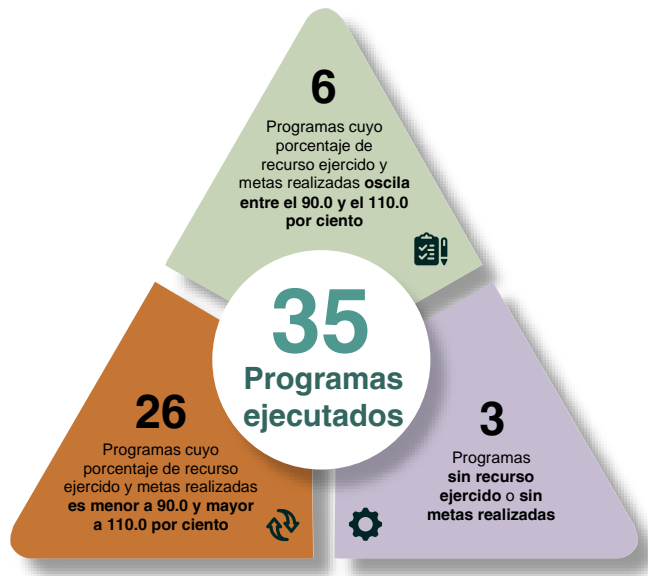 6
Programas cuyo
porcentaje de
recurso ejercido y
metas realizadas oscila
entre el 90.0 y el 110.0
por ciento
35
Programas
ejecutados
26
Programas cuyo
porcentaje de recurso
ejercido y metas realizadas
es menor a 90.0 y mayor
a 110.0 por ciento
3
Programas
sin recurso
ejercido o sin
metas realizadas